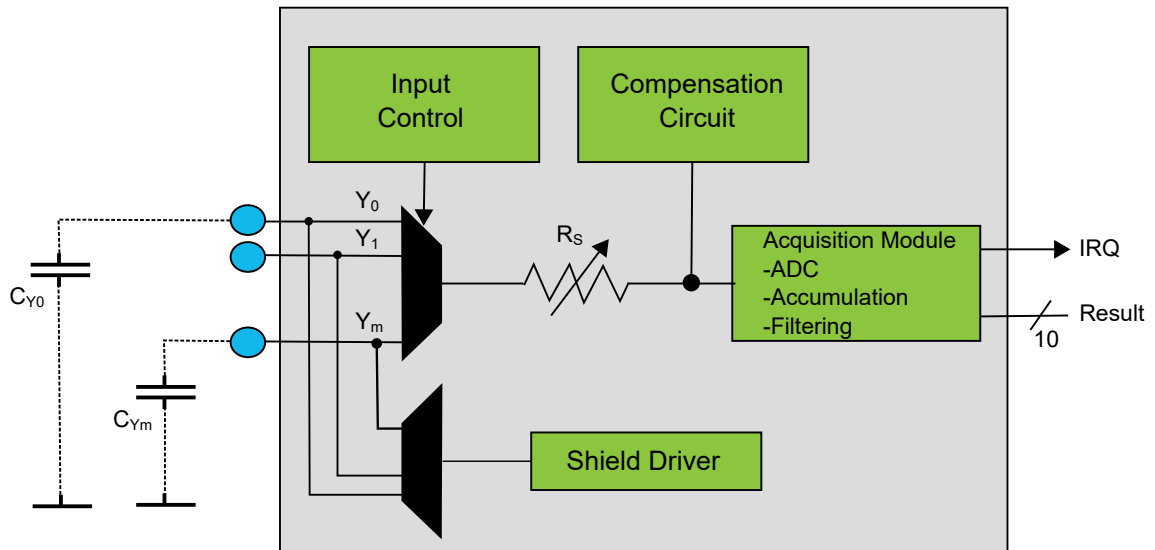 Input
Control
Compensation
Circuit
Y0
Y1
RS
Acquisition Module
-ADC
-Accumulation
-Filtering
IRQ
Result
10
CY0
Ym
CYm
Shield Driver